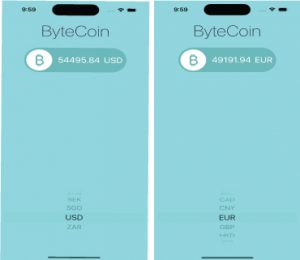 9:59
ByteCoin
54495.84 USD
SEK
SGD
USD
ZAR
9:59
ByteCoin
49191.94 EUR
CAD
CNY
EUR
GBP
HKD